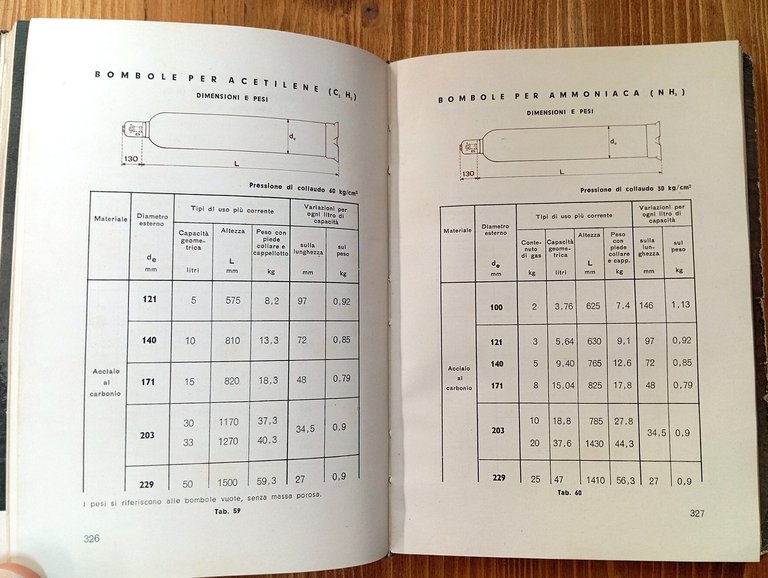 BOMBOLE PER ACETILENE (C₂ H₂)
DIMENSIONI E PESI
dₑ
130
L
Pressione di collaudo 60 kg/cm²
Materiale | Diametro esterno dₑ mm | Tipi di uso più corrente | Variazioni per ogni litro di capacità
Capacità geometrica litri | Altezza L mm | Peso con piede collare e cappellotto kg | sulla lunghezza mm | sul peso kg
Acciaio al carbonio
121 | 5 | 575 | 8,2 | 97 | 0,92
140 | 10 | 810 | 13,3 | 72 | 0,85
171 | 15 | 820 | 18,3 | 48 | 0,79
203 | 30 | 1170 | 37,3 | 34,5 | 0,9
33 | 1270 | 40,3
229 | 50 | 1500 | 59,3 | 27 | 0,9
I pesi si riferiscono alle bombole vuote, senza massa porosa.
Tab. 59
326
BOMBOLE PER AMMONIACA (NH₃)
DIMENSIONI E PESI
dₑ
130
L
Pressione di collaudo 30 kg/cm²
Materiale | Diametro esterno dₑ mm | Tipi di uso più corrente | Variazioni per ogni litro di capacità
Contenuto di gas kg | Capacità geometrica litri | Altezza L mm | Peso con piede collare e capp. kg | sulla lunghezza mm | sul peso kg
Acciaio al carbonio
100 | 2 | 3,76 | 625 | 7,4 | 146 | 1,13
121 | 3 | 5,64 | 630 | 9,1 | 97 | 0,92
140 | 5 | 9,40 | 765 | 12,6 | 72 | 0,85
171 | 8 | 15,04 | 825 | 17,8 | 48 | 0,79
203 | 10 | 18,8 | 785 | 27,8 | 34,5 | 0,9
20 | 37,6 | 1430 | 44,3
229 | 25 | 47 | 1410 | 56,3 | 27 | 0,9
Tab. 60
327